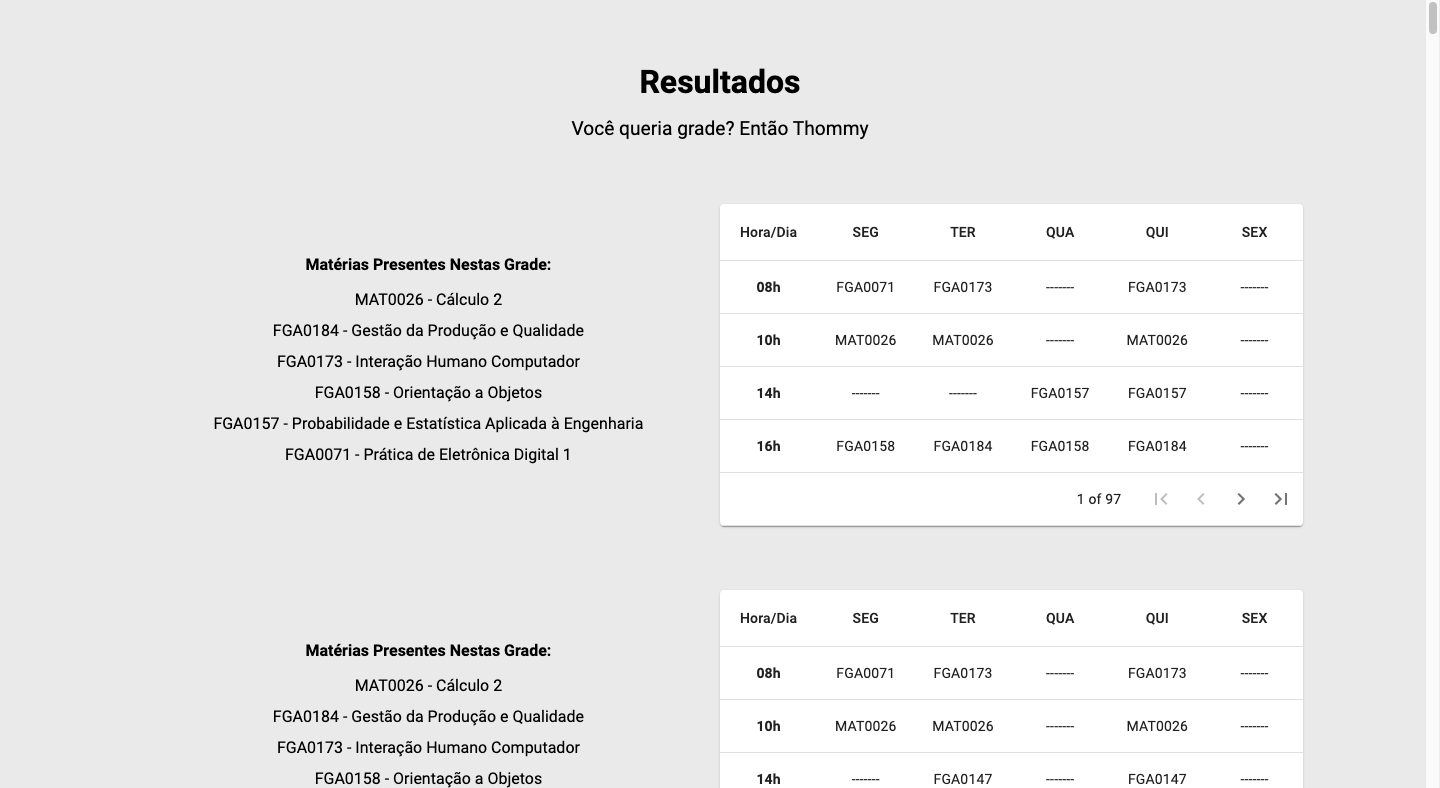 Resultados
Você queria grade? Então Thommy
Matérias Presentes Nestas Grade:
MAT0026 - Cálculo 2
FGA0184 - Gestão da Produção e Qualidade
FGA0173 - Interação Humano Computador
FGA0158 - Orientação a Objetos
FGA0157 - Probabilidade e Estatística Aplicada à Engenharia
FGA0071 - Prática de Eletrônica Digital 1
Hora/Dia SEG TER QUA QUI SEX
08h FGA0071 FGA0173 ------- FGA0173 -------
10h MAT0026 MAT0026 ------- MAT0026 -------
14h ------- ------- FGA0157 FGA0157 -------
16h FGA0158 FGA0184 FGA0158 FGA0184 -------
1 of 97
Matérias Presentes Nestas Grade:
MAT0026 - Cálculo 2
FGA0184 - Gestão da Produção e Qualidade
FGA0173 - Interação Humano Computador
FGA0158 - Orientação a Objetos
Hora/Dia SEG TER QUA QUI SEX
08h FGA0071 FGA0173 ------- FGA0173 -------
10h MAT0026 MAT0026 ------- MAT0026 -------
14h ------- FGA0147 ------- FGA0147 -------